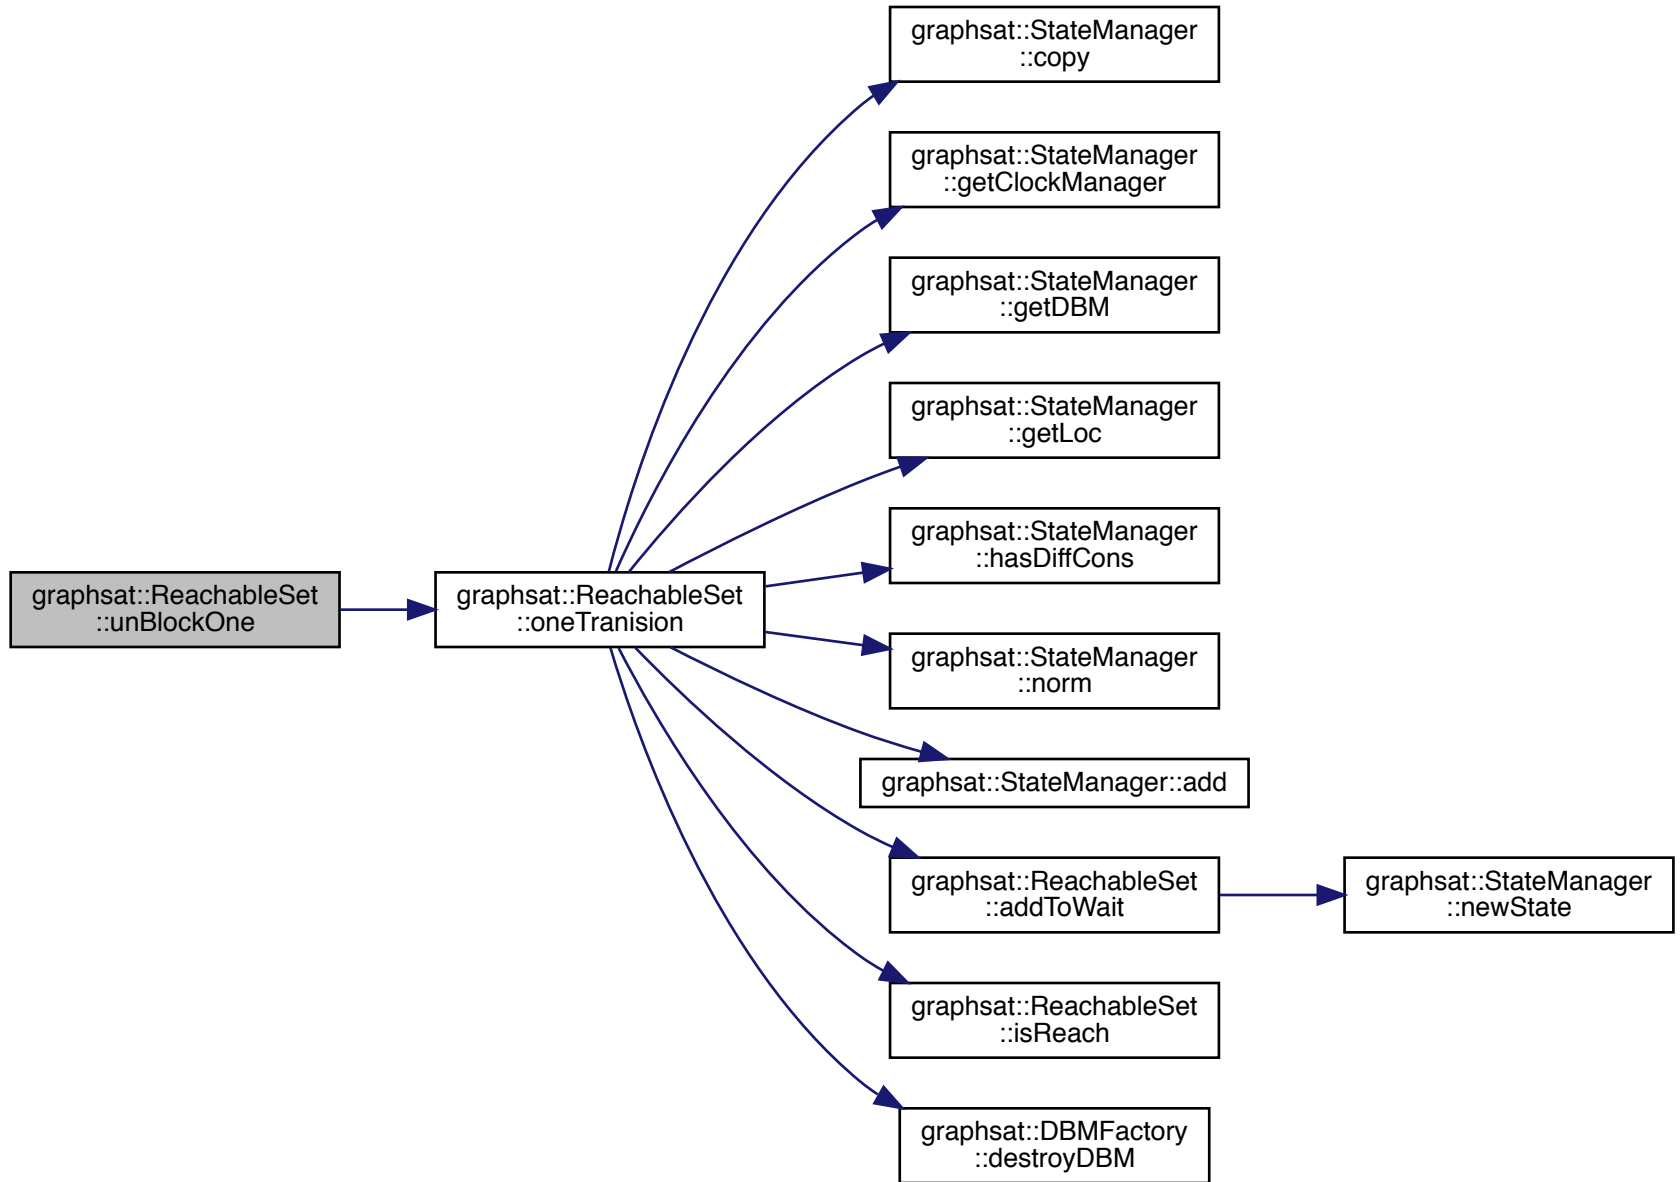 graphsat::StateManager
::copy
graphsat::StateManager
::getClockManager
graphsat::StateManager
::getDBM
graphsat::StateManager
::getLoc
graphsat::StateManager
::hasDiffCons
graphsat::ReachableSet
::unBlockOne
graphsat::ReachableSet
::oneTranision
graphsat::StateManager
::norm
graphsat::StateManager::add
graphsat::ReachableSet
::addToWait
graphsat::StateManager
::newState
graphsat::ReachableSet
::isReach
graphsat::DBMFactory
::destroyDBM